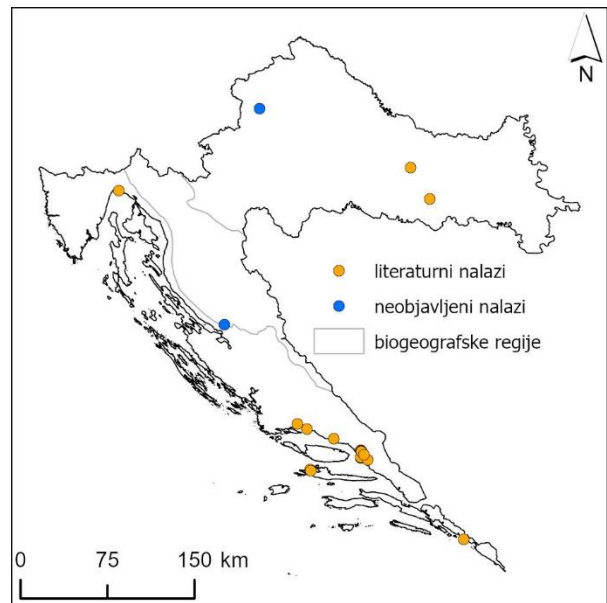 N
literaturni nalazi
neobjavljeni nalazi
biogeografske regije
0 75 150 km